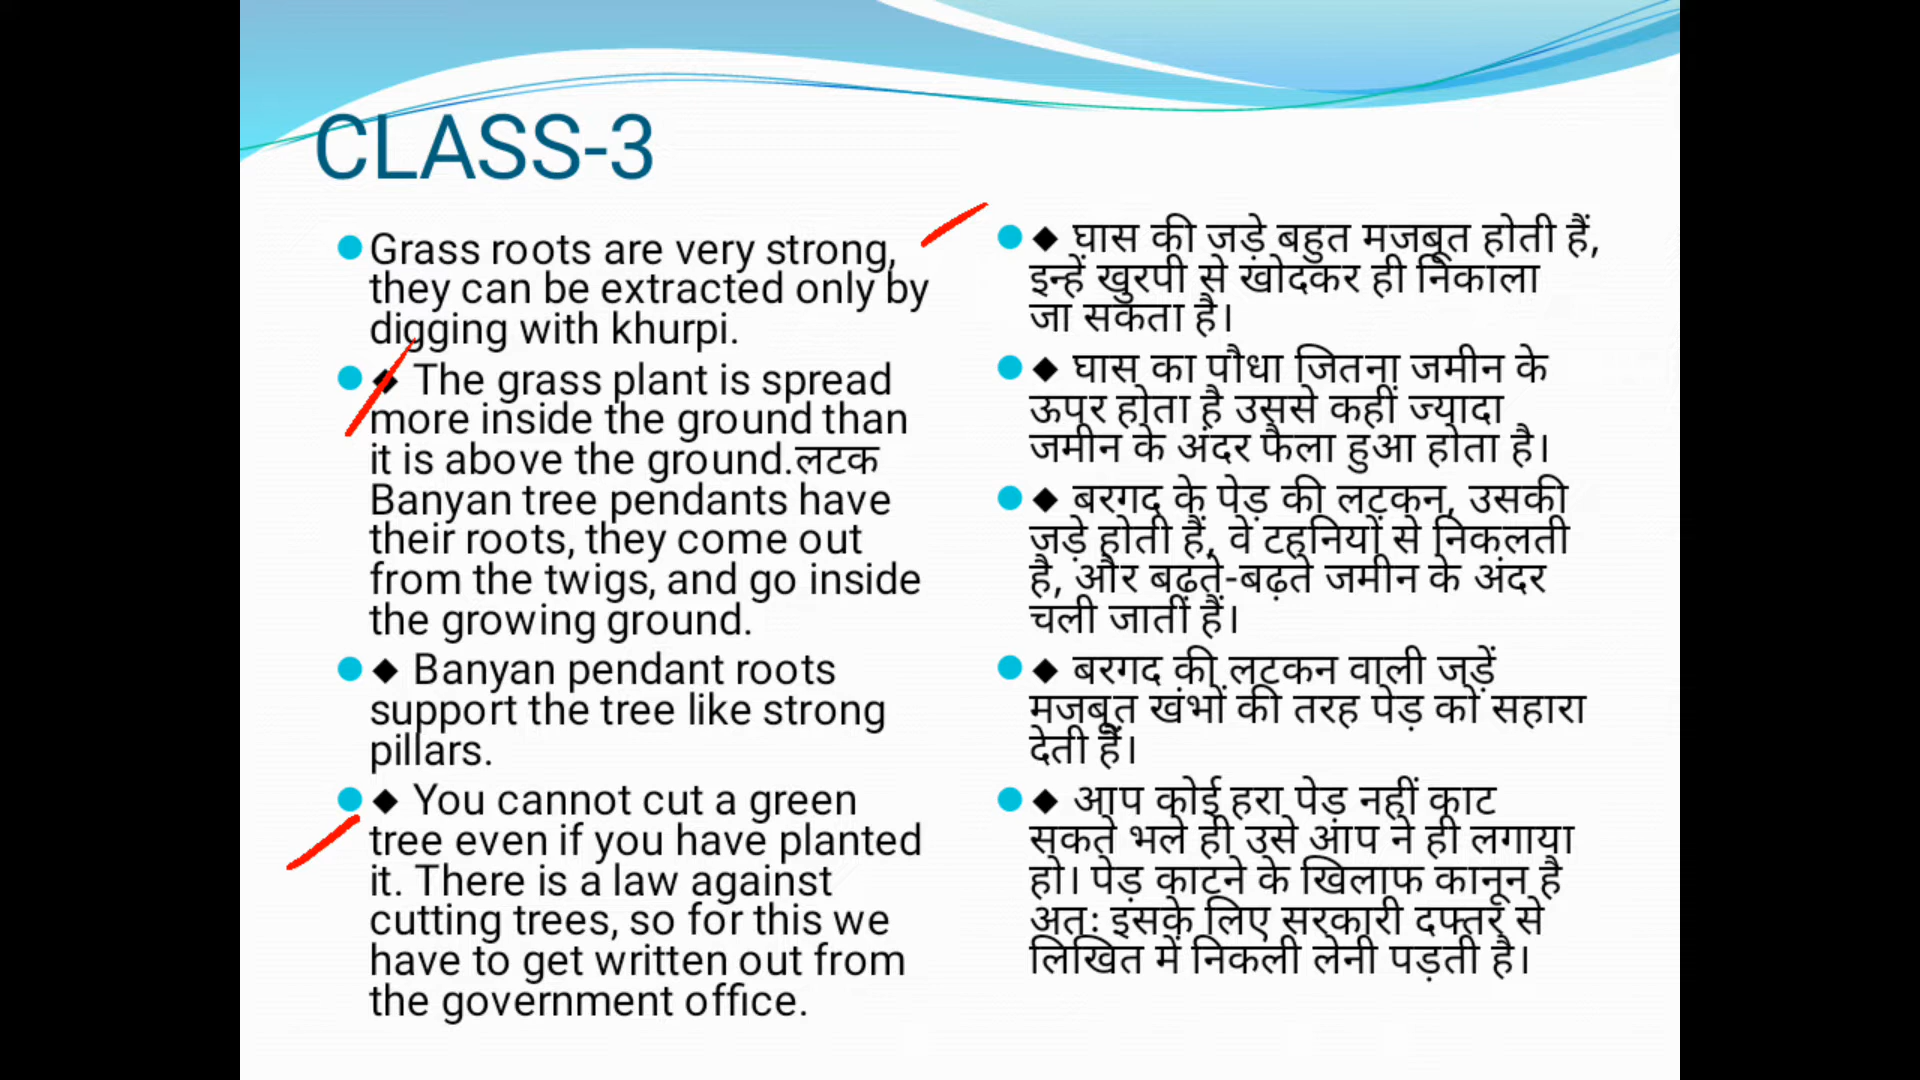 CLASS-3
Grass roots are very strong,
they can be extracted only by
digging with khurpi.
◆ The grass plant is spread
more inside the ground than
it is above the ground.लटक
Banyan tree pendants have
their roots, they come out
from the twigs, and go inside
the growing ground.
◆ Banyan pendant roots
support the tree like strong
pillars.
◆ You cannot cut a green
tree even if you have planted
it. There is a law against
cutting trees, so for this we
have to get written out from
the government office.
◆ घास की जड़े बहुत मजबूत होती हैं,
इन्हें खुरपी से खोदकर ही निकाला
जा सकता है।
◆ घास का पौधा जितना जमीन के
ऊपर होता है उससे कहीं ज्यादा
जमीन के अंदर फैला हुआ होता है।
◆ बरगद के पेड़ की लटकन, उसकी
जड़े होती हैं, वे टहनियों से निकलती
है, और बढ़ते-बढ़ते जमीन के अंदर
चली जाती हैं।
◆ बरगद की लटकन वाली जड़ें
मजबूत खंभों की तरह पेड़ को सहारा
देती हैं।
◆ आप कोई हरा पेड़ नहीं काट
सकते भले ही उसे आप ने ही लगाया
हो। पेड़ काटने के खिलाफ कानून है
अतः इसके लिए सरकारी दफ्तर से
लिखित में निकली लेनी पड़ती है।